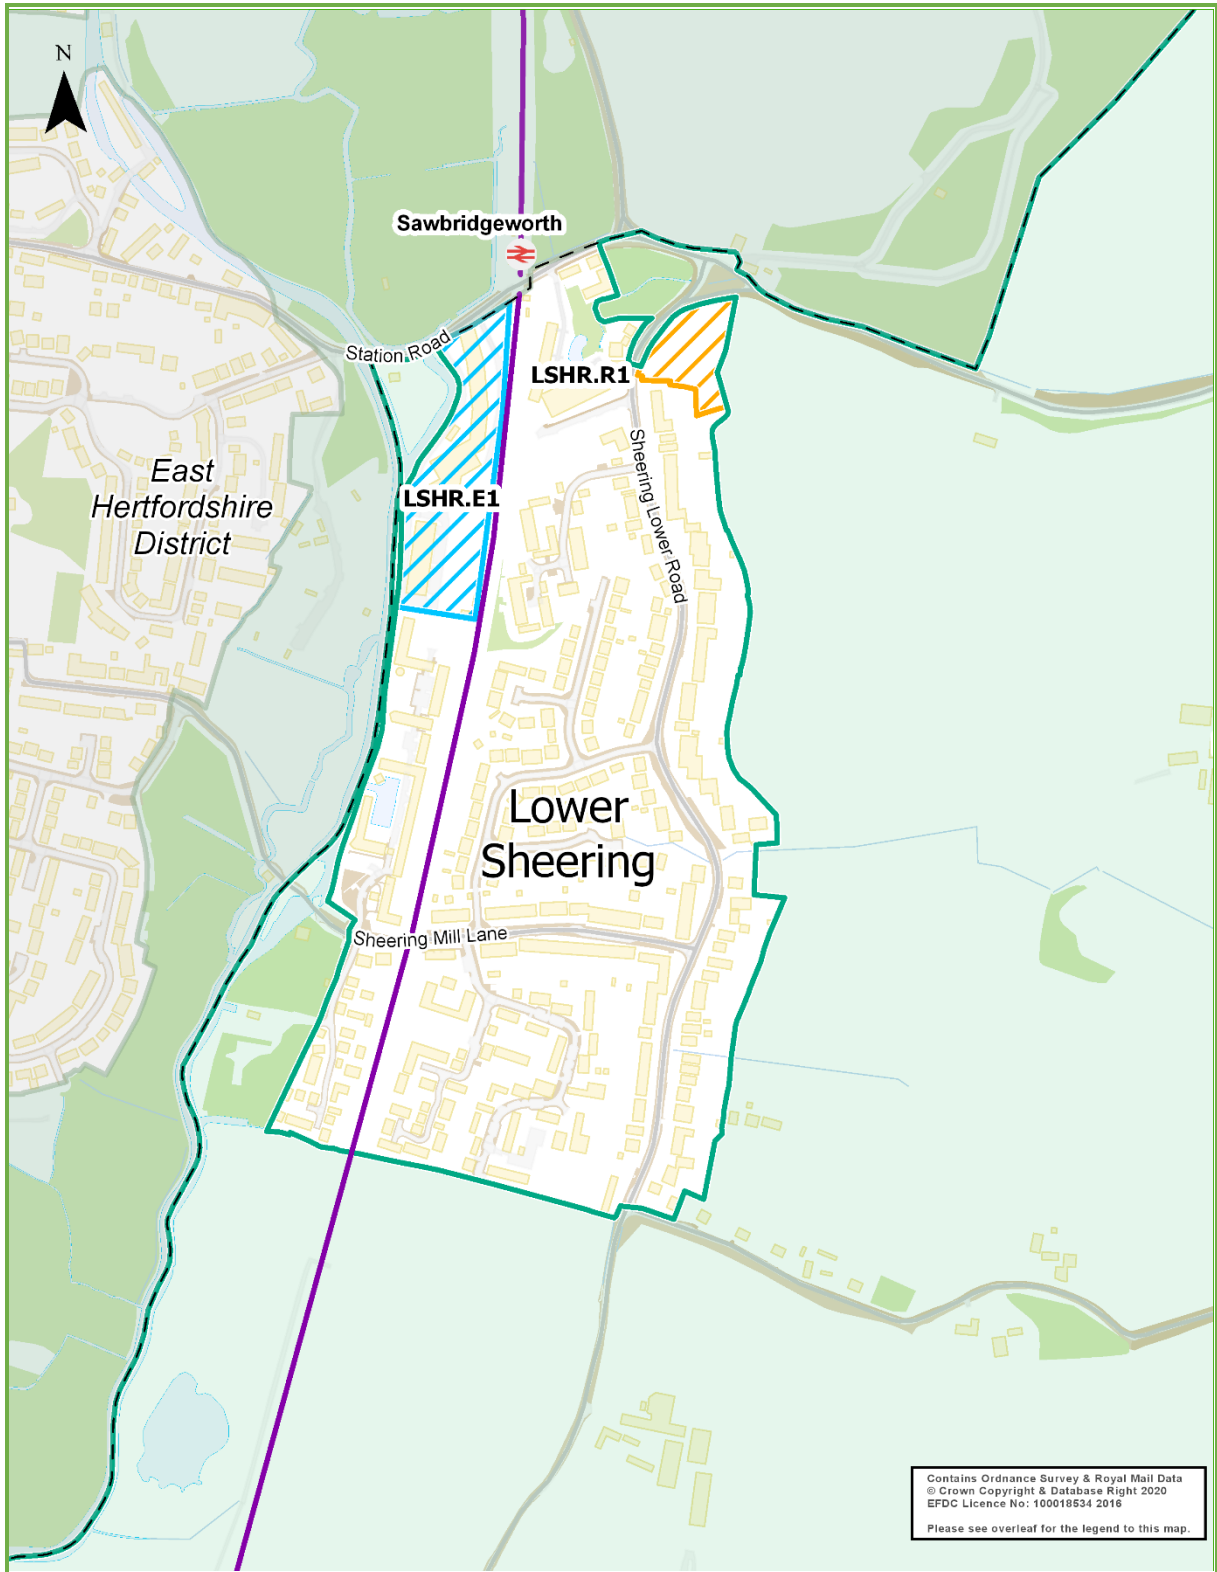 N
Sawbridgeworth
Station Road
LSHR.R1
East
Hertfordshire
District
LSHR.E1
Sheering Lower Road
Lower
Sheering
Sheering Mill Lane
Contains Ordnance Survey & Royal Mail Data
© Crown Copyright & Database Right 2020
EFDC Licence No: 100018534 2016
Please see overleaf for the legend to this map.